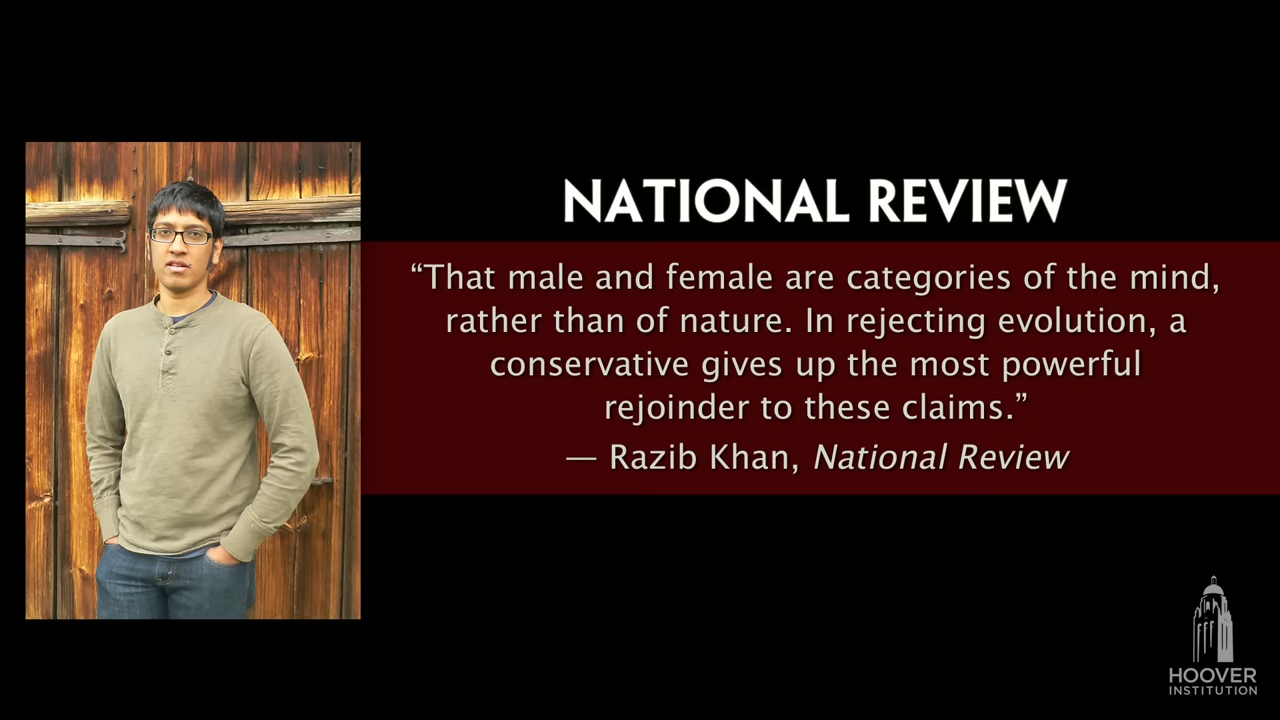 NATIONAL REVIEW
“That male and female are categories of the mind,
rather than of nature. In rejecting evolution, a
conservative gives up the most powerful
rejoinder to these claims.”
— Razib Khan, National Review
HOOVER
INSTITUTION